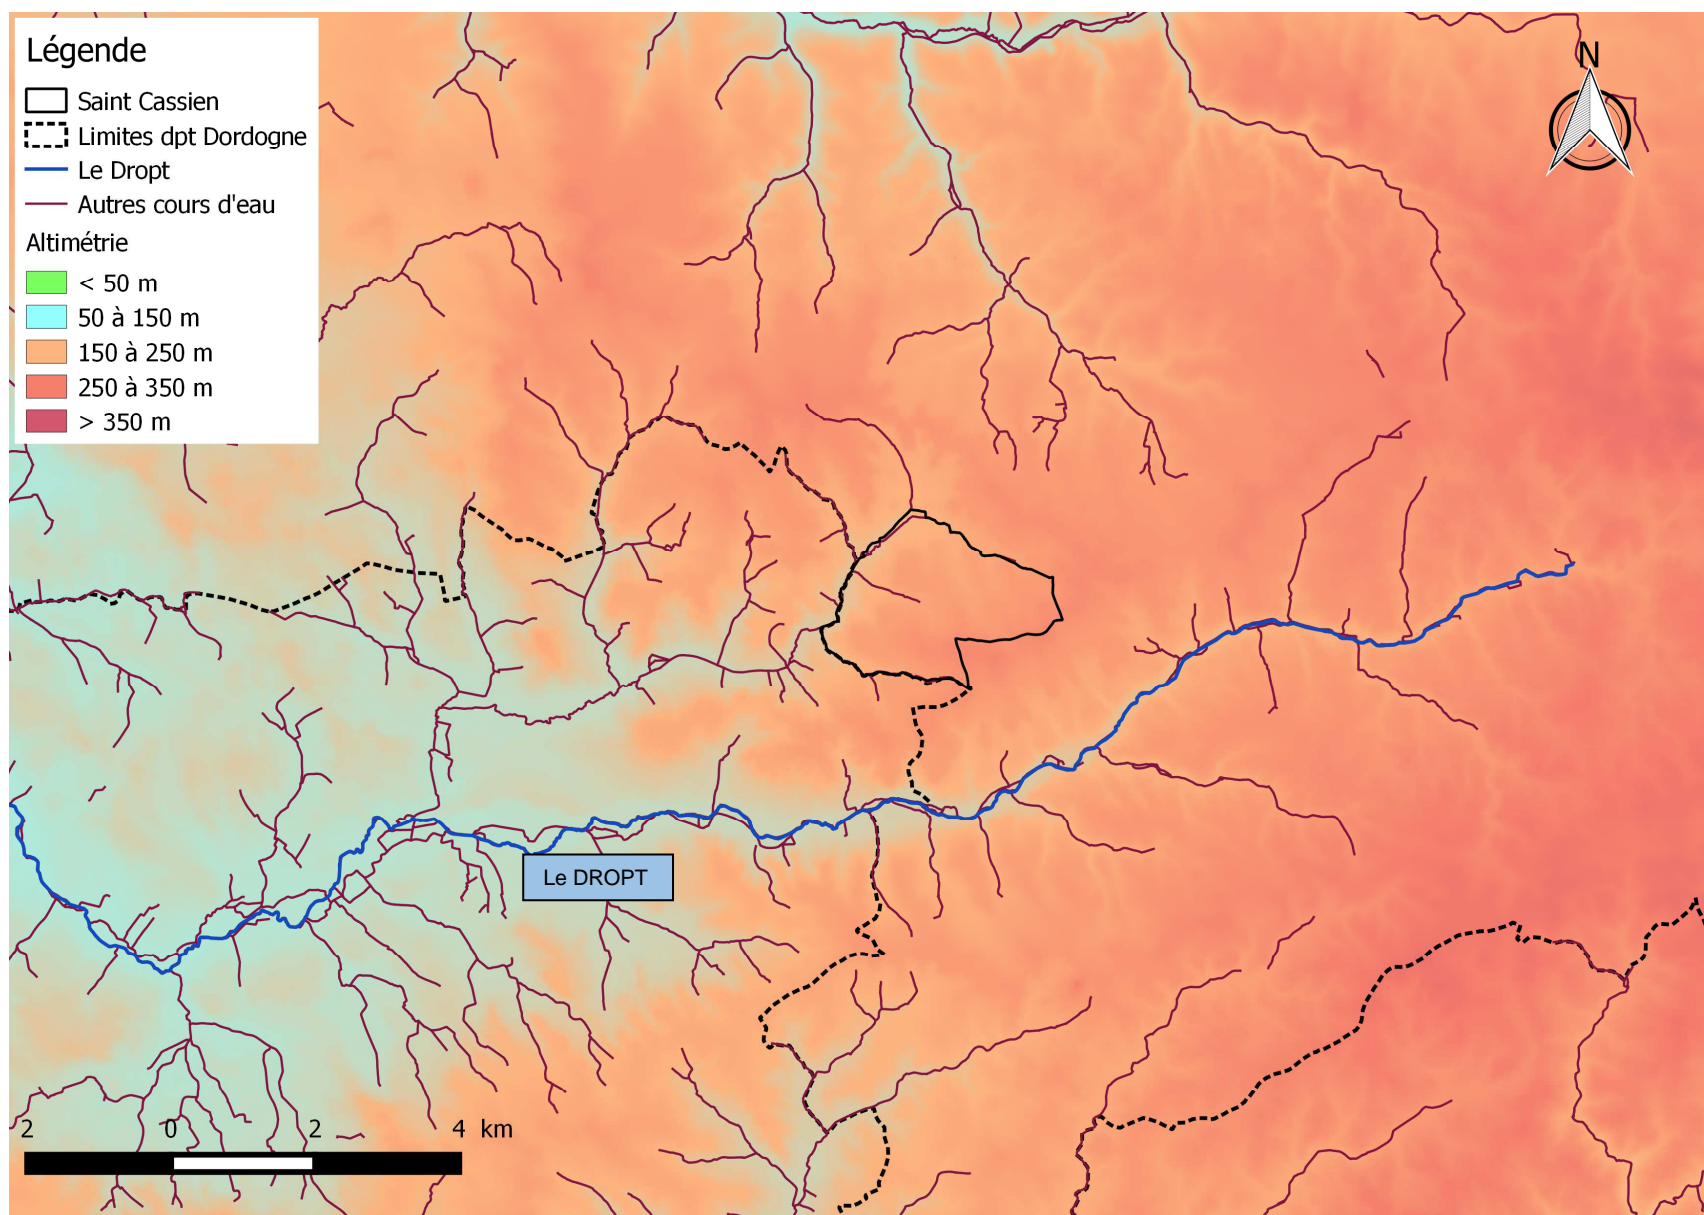 Légende
Saint Cassien
Limites dpt Dordogne
Le Dropt
Autres cours d'eau
Altimétrie
< 50 m
50 à 150 m
150 à 250 m
250 à 350 m
> 350 m
N
Le DROPT
2 0 2 4 km